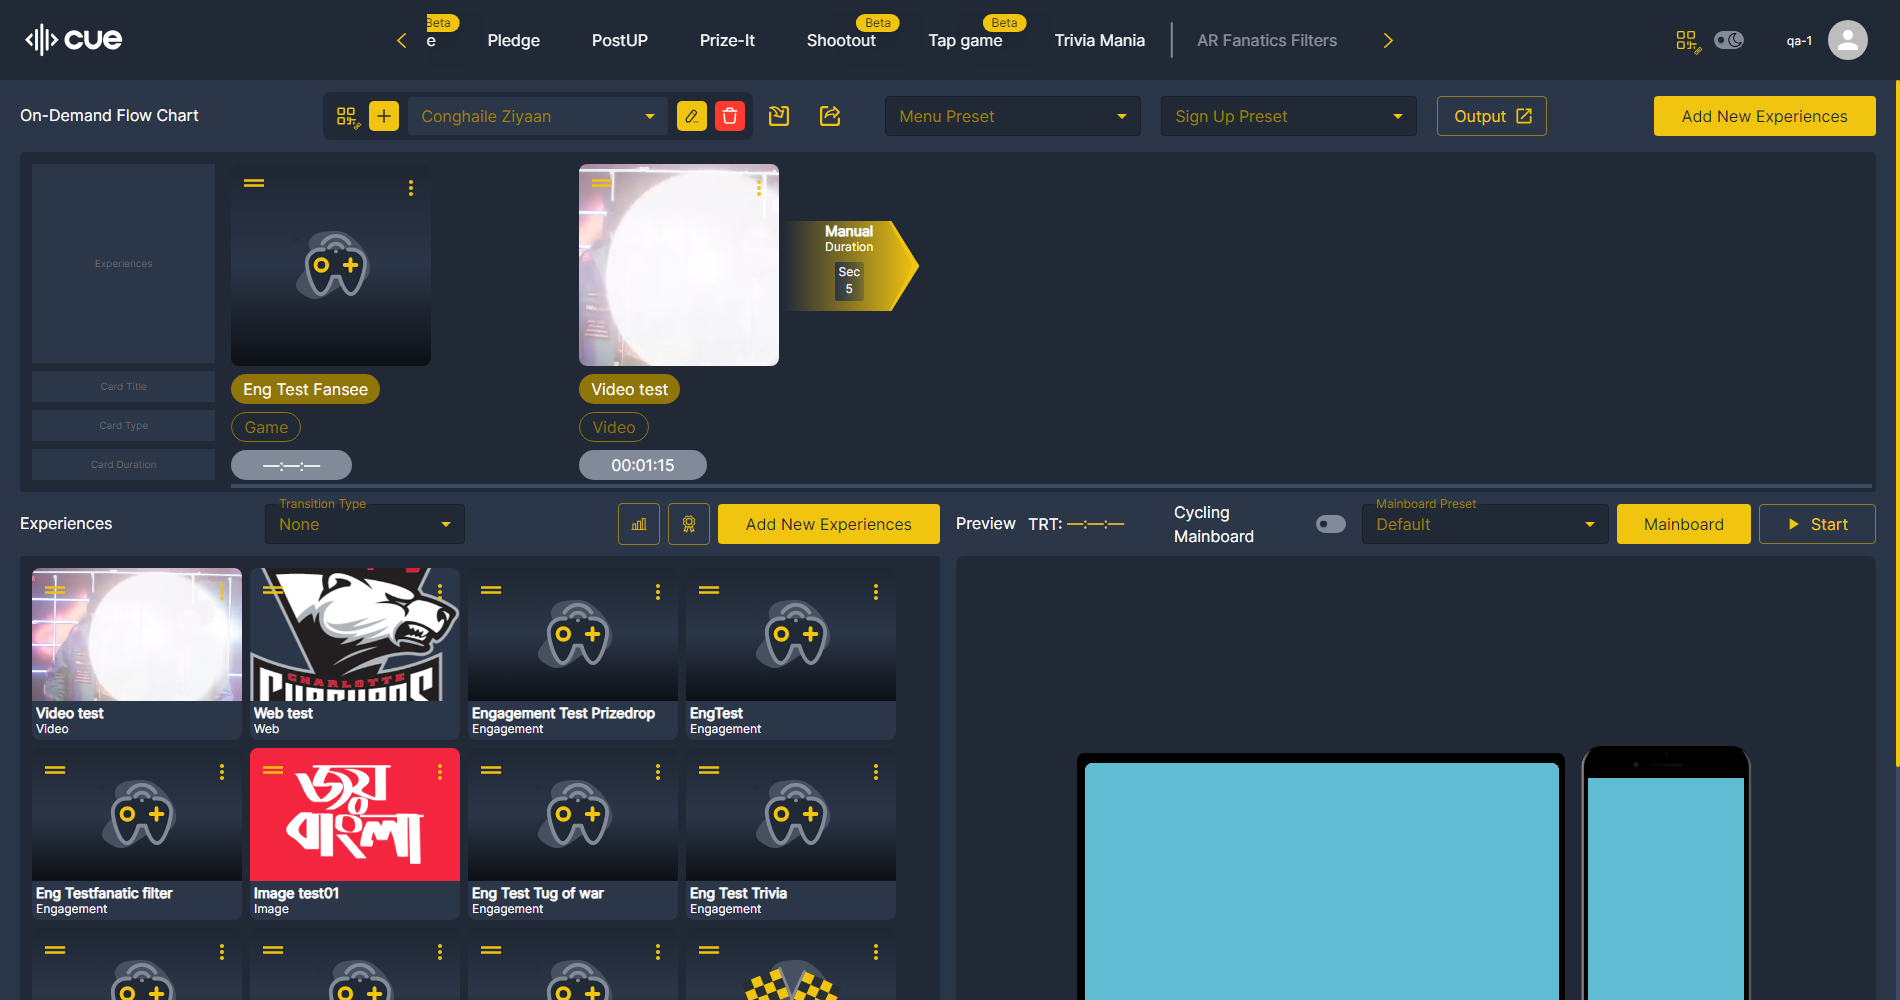 cue
Beta
e
Pledge
PostUP
Prize-It
Beta
Shootout
Beta
Tap game
Trivia Mania
AR Fanatics Filters
qa-1
On-Demand Flow Chart
Conghaile Ziyaan
Menu Preset
Sign Up Preset
Output
Add New Experiences
Experiences
Manual
Duration
Sec
5
Card Title
Eng Test Fansee
Video test
Card Type
Game
Video
Card Duration
—:—:—
00:01:15
Experiences
Transition Type
None
Add New Experiences
Preview
TRT: —:—:—
Cycling
Mainboard
Mainboard Preset
Default
Mainboard
Start
Video test
Video
CHARLOTTE
Web test
Web
Engagement Test Prizedrop
Engagement
EngTest
Engagement
Eng Testfanatic filter
Engagement
জয়
বাংলা
Image test01
Image
Eng Test Tug of war
Engagement
Eng Test Trivia
Engagement